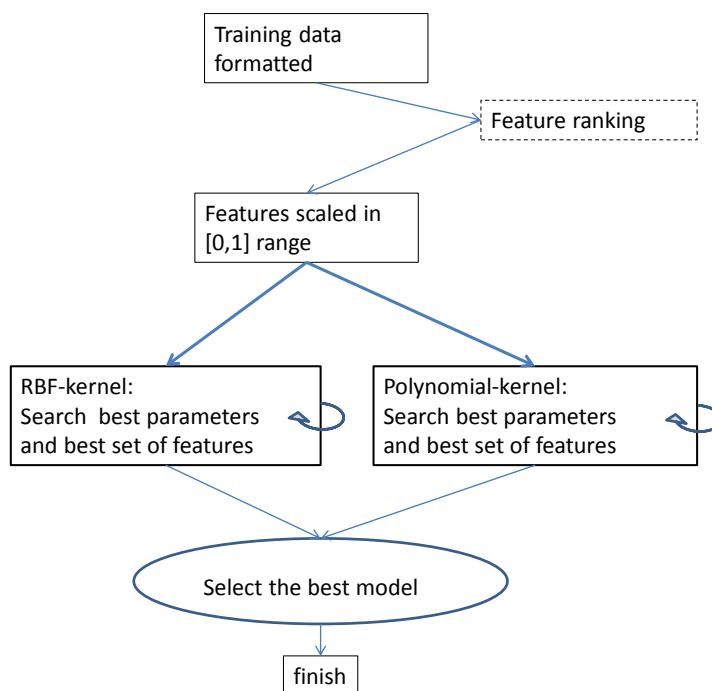 Training data
formatted
Feature ranking
Features scaled in
[0,1] range
RBF-kernel:
Search best parameters
and best set of features
Polynomial-kernel:
Search best parameters
and best set of features
Select the best model
finish